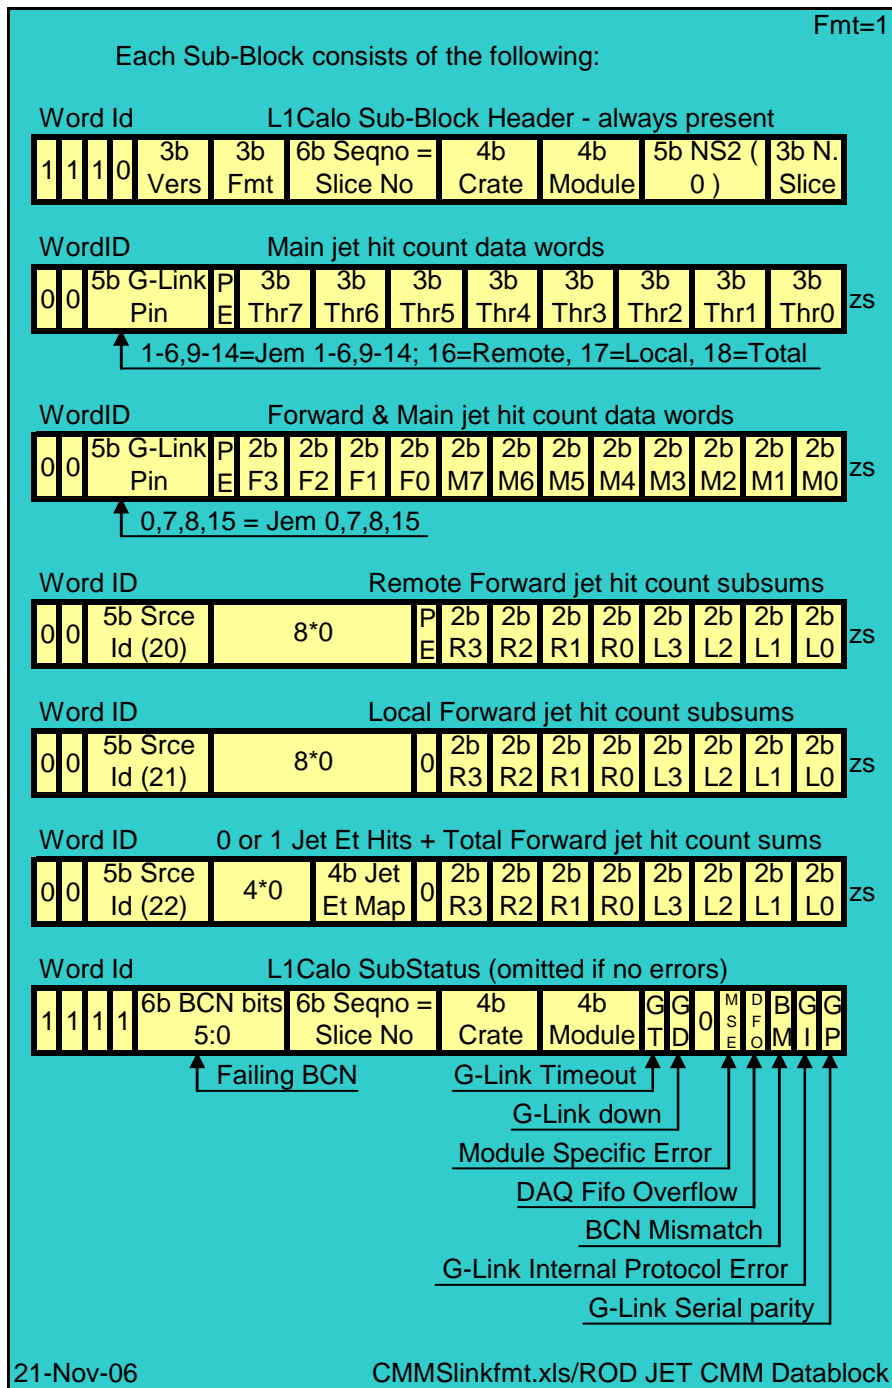 Fmt=1
Each Sub-Block consists of the following:
Word Id L1Calo Sub-Block Header - always present
1 1 1 0 3b Vers 3b Fmt 6b Seqno = Slice No 4b Crate 4b Module 5b NS2 ( 0 ) 3b N. Slice
WordID Main jet hit count data words
0 0 5b G-Link Pin PE 3b Thr7 3b Thr6 3b Thr5 3b Thr4 3b Thr3 3b Thr2 3b Thr1 3b Thr0 zs
1-6,9-14=Jem 1-6,9-14; 16=Remote, 17=Local, 18=Total
WordID Forward & Main jet hit count data words
0 0 5b G-Link Pin PE 2b F3 2b F2 2b F1 2b F0 2b M7 2b M6 2b M5 2b M4 2b M3 2b M2 2b M1 2b M0 zs
0,7,8,15 = Jem 0,7,8,15
Word ID Remote Forward jet hit count subsums
0 0 5b Srce Id (20) 8*0 PE 2b R3 2b R2 2b R1 2b R0 2b L3 2b L2 2b L1 2b L0 zs
Word ID Local Forward jet hit count subsums
0 0 5b Srce Id (21) 8*0 0 2b R3 2b R2 2b R1 2b R0 2b L3 2b L2 2b L1 2b L0 zs
Word ID 0 or 1 Jet Et Hits + Total Forward jet hit count sums
0 0 5b Srce Id (22) 4*0 4b Jet Et Map 0 2b R3 2b R2 2b R1 2b R0 2b L3 2b L2 2b L1 2b L0 zs
Word Id L1Calo SubStatus (omitted if no errors)
1 1 1 1 6b BCN bits 5:0 6b Seqno = Slice No 4b Crate 4b Module GT GD 0 MSE DFO BM GI GP
Failing BCN G-Link Timeout
G-Link down
Module Specific Error
DAQ Fifo Overflow
BCN Mismatch
G-Link Internal Protocol Error
G-Link Serial parity
21-Nov-06 CMMSlinkfmt.xls/ROD JET CMM Datablock